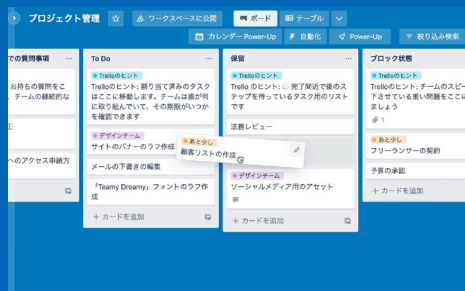 プロジェクト管理
ワークスペースに公開
ボード
テーブル
カレンダー Power-Up
自動化
Power-Up
絞り込み検索
での質問事項
お持ちの質問をこ
、チームの継続的な
正
へのアクセス申請方
To Do
Trelloのヒント
Trelloのヒント: 割り当て済みのタスク
はここに移動します。チームは誰が何
に取り組んでいて、その期限がいつか
を確認できます
デザインチーム
サイトのバナーのラフ作成
メールの下書きの編集
「Teamy Dreamy」フォントのラフ作
成
+ カードを追加
あと少し
顧客リストの作成
保留
Trelloのヒント
Trello のヒント: 完了間近で後のス
テップを待っているタスク用のリスト
です
法務レビュー
デザインチーム
ソーシャルメディア用のアセット
+ カードを追加
ブロック状態
Trelloのヒント
Trelloのヒント: チームのスピー
下させている重い問題をここに
ましょう
1
あと少し
フリーランサーの契約
予算の承認
+ カードを追加